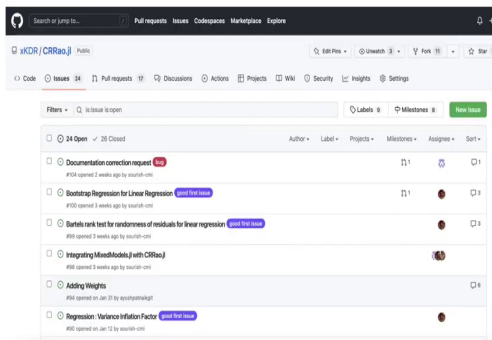 Search or jump to... / Pull requests Issues Codespaces Marketplace Explore
xKDR / CRRao.jl Public Edit Pins Unwatch 3 Fork 11 Star
Code Issues 24 Pull requests 17 Discussions Actions Projects Wiki Security Insights Settings
Filters is:issue is:open Labels 9 Milestones 8 New issue
24 Open 26 Closed Author Label Projects Milestones Assignee Sort
Documentation correction request bug 1 1
#104 opened 2 weeks ago by sourish-cmi
Bootstrap Regression for Linear Regression good first issue 1 3
#100 opened 3 weeks ago by sourish-cmi
Bartels rank test for randomness of residuals for linear regression good first issue 3
#99 opened 3 weeks ago by sourish-cmi
Integrating MixedModels.jl with CRRao.jl
#98 opened 3 weeks ago by sourish-cmi
Adding Weights 6
#94 opened on Jan 31 by ayushpatnaikgit
Regression : Variance Inflation Factor good first issue
#90 opened on Jan 12 by sourish-cmi